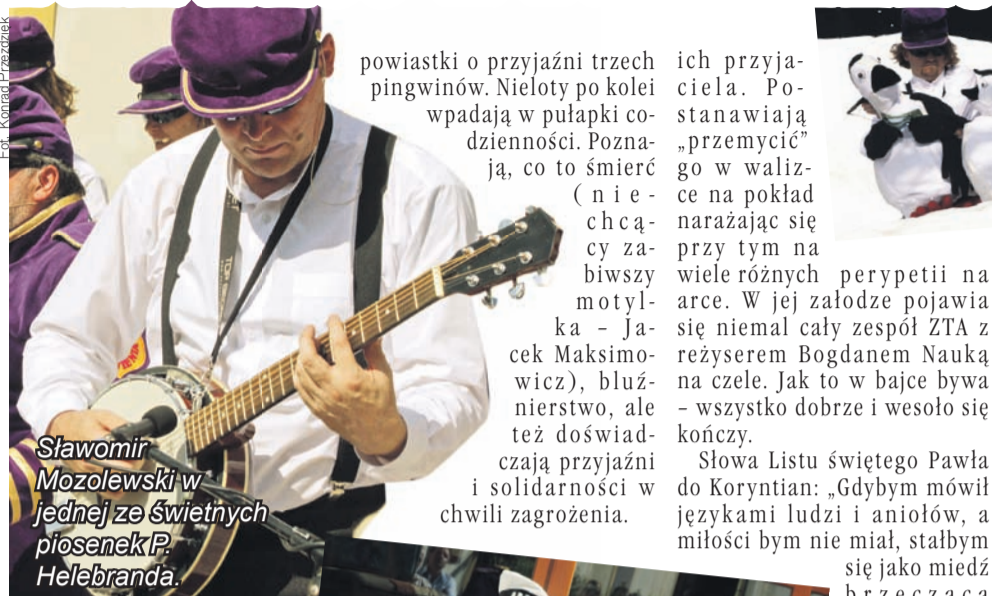 Fot. Konrad Przezdzięk
powiastki o przyjaźni trzech
pingwinów. Nieloty po kolei
wpadają w pułapki co-
dzienności. Pozna-
ją, co to śmierć
(nie-
chcą-
cy za-
biwszy
motyl-
ka – Ja-
cek Maksimo-
wicz), bluź-
nierstwo, ale
też doświad-
czają przyjaźni
i solidarności w
chwili zagrożenia.
Sławomir
Mozolewski w
jednej ze świetnych
piosenek P.
Helebranda.
ich przyja-
ciela. Po-
stanawiają
„przemycić”
go w waliz-
ce na pokład
narażając się
przy tym na
wiele różnych perypetii na
arce. W jej załodze pojawia
się niemal cały zespół ZTA z
reżyserem Bogdanem Nauką
na czele. Jak to w bajce bywa
– wszystko dobrze i wesoło się
kończy.
Słowa Listu świętego Pawła
do Koryntian: „Gdybym mówił
językami ludzi i aniołów, a
miłości bym nie miał, stałbym
się jako miedź
brzęcząca